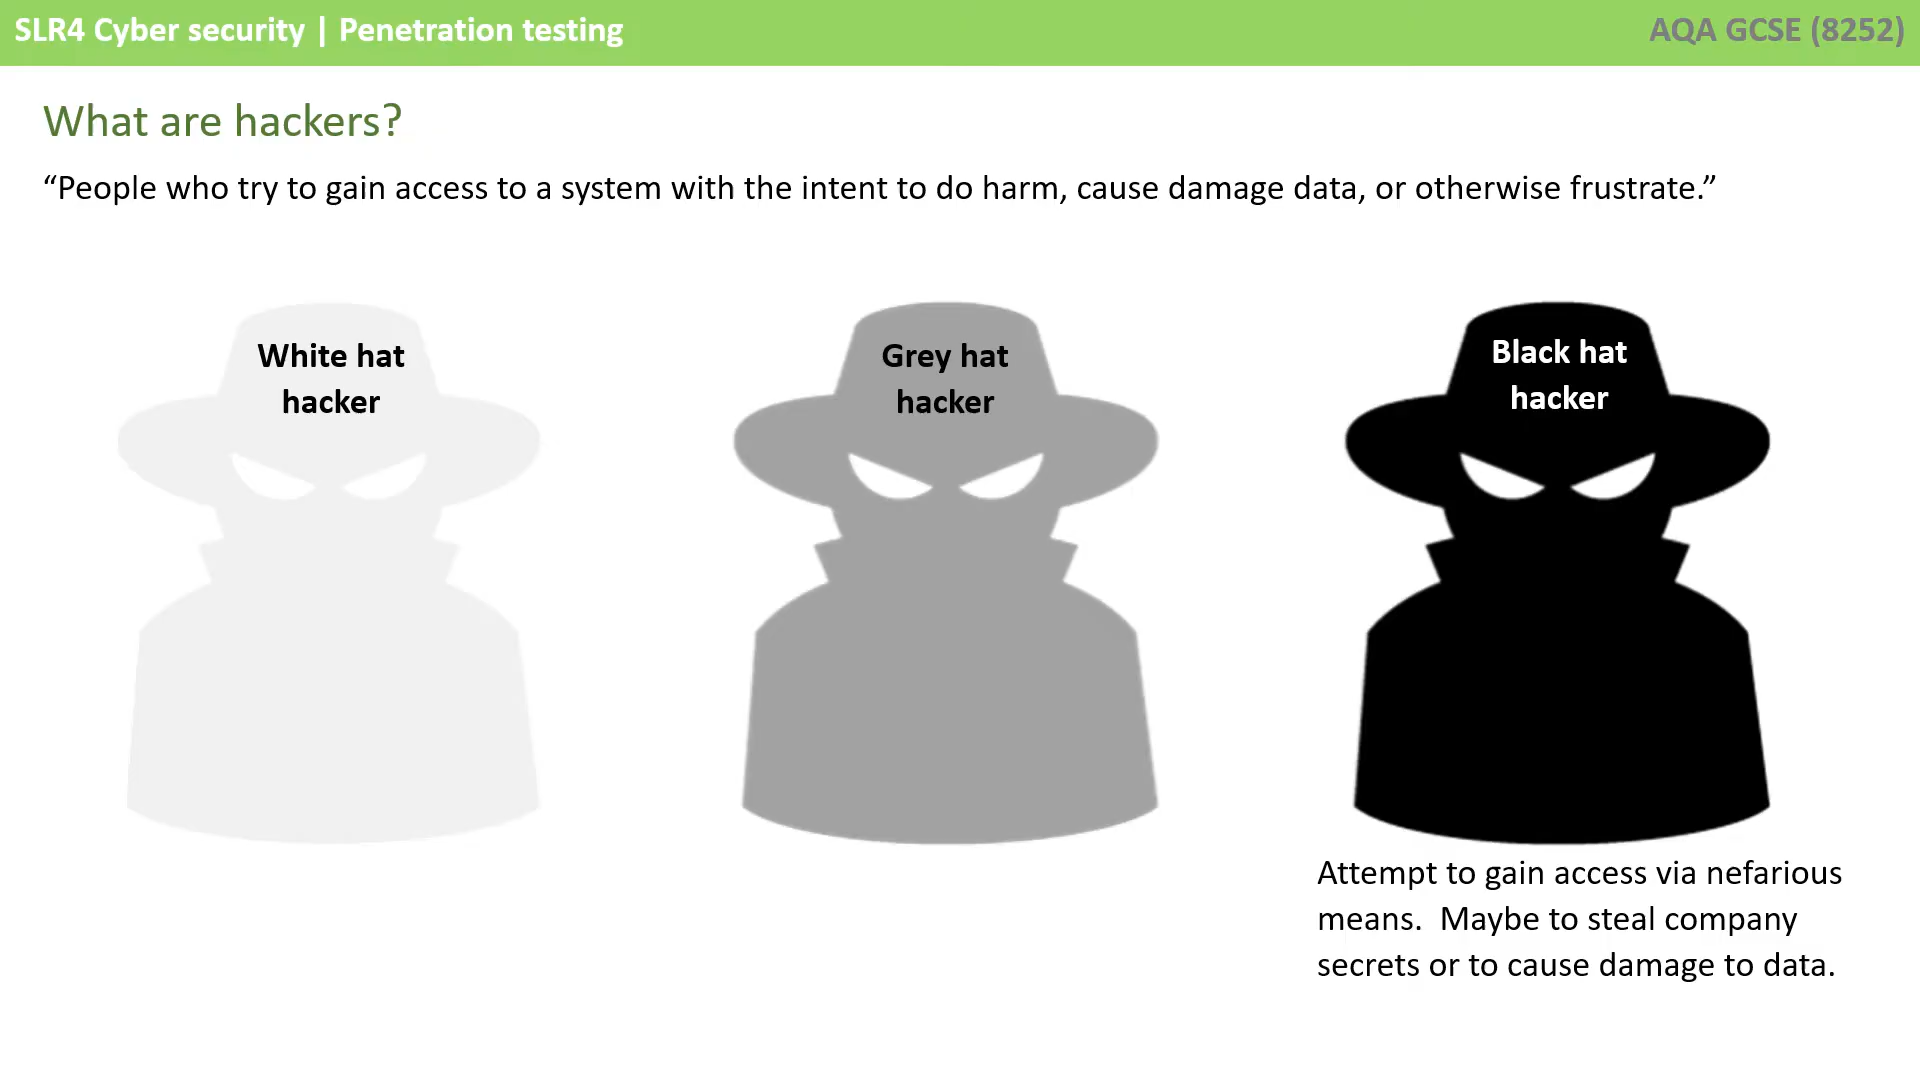 SLR4 Cyber security | Penetration testing
AQA GCSE (8252)
What are hackers?
“People who try to gain access to a system with the intent to do harm, cause damage data, or otherwise frustrate.”
White hat
hacker
Grey hat
hacker
Black hat
hacker
Attempt to gain access via nefarious
means.  Maybe to steal company
secrets or to cause damage to data.